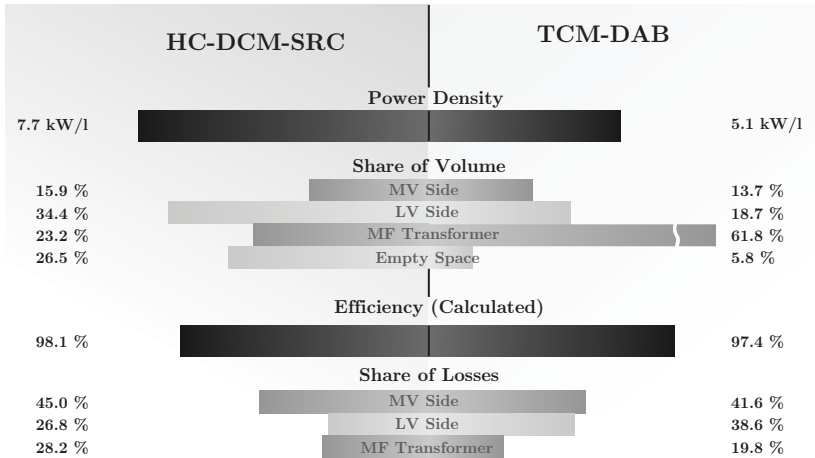 HC-DCM-SRC TCM-DAB
Power Density
7.7 kW/l 5.1 kW/l
Share of Volume
15.9 % MV Side 13.7 %
34.4 % LV Side 18.7 %
23.2 % MF Transformer 61.8 %
26.5 % Empty Space 5.8 %
Efficiency (Calculated)
98.1 % 97.4 %
Share of Losses
45.0 % MV Side 41.6 %
26.8 % LV Side 38.6 %
28.2 % MF Transformer 19.8 %